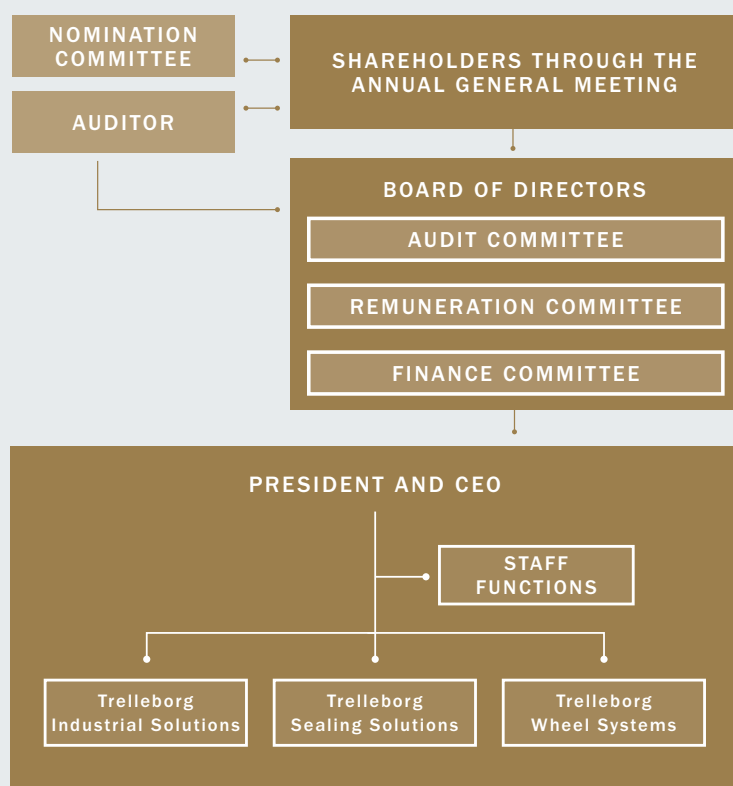 NOMINATION
COMMITTEE
SHAREHOLDERS THROUGH THE
ANNUAL GENERAL MEETING
AUDITOR
BOARD OF DIRECTORS
AUDIT COMMITTEE
REMUNERATION COMMITTEE
FINANCE COMMITTEE
PRESIDENT AND CEO
STAFF
FUNCTIONS
Trelleborg
Industrial Solutions
Trelleborg
Sealing Solutions
Trelleborg
Wheel Systems